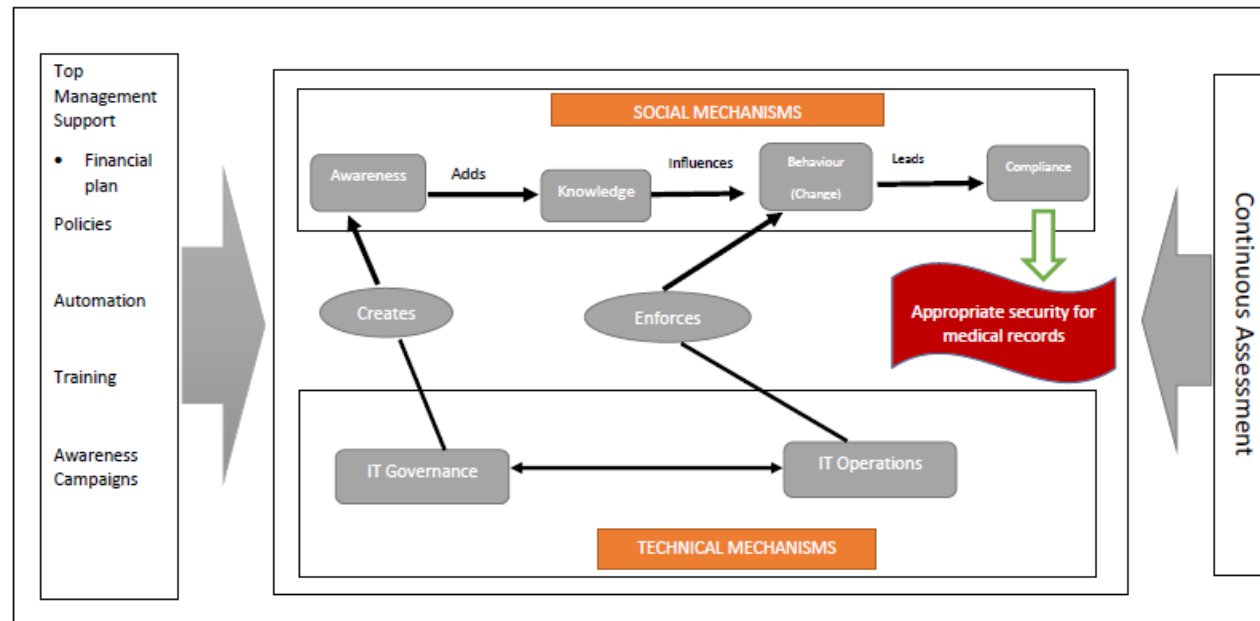 Top
Management
Support
• Financial
plan
Policies
Automation
Training
Awareness
Campaigns
SOCIAL MECHANISMS
Awareness
Adds
Knowledge
Influences
Behaviour
(Change)
Leads
Compliance
Creates
Enforces
Appropriate security for
medical records
IT Governance
IT Operations
TECHNICAL MECHANISMS
Continuous Assessment